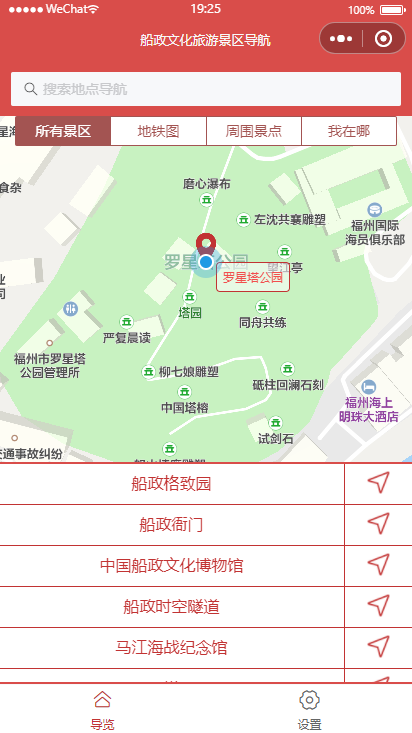 WeChat 19:25 100%
船政文化旅游景区导航
搜索地点导航
所有景区 地铁图 周围景点 我在哪
食杂
磨心瀑布
左沈共襄雕塑
福州国际
海员俱乐部
罗星塔公园
望江亭
罗星塔公园
塔园
同舟共练
严复晨读
福州市罗星塔
公园管理所
柳七娘雕塑
砥柱回澜石刻
中国塔榕
福州海上
明珠大酒店
试剑石
交通事故纠纷
船政格致园
船政衙门
中国船政文化博物馆
船政时空隧道
马江海战纪念馆
导览 设置